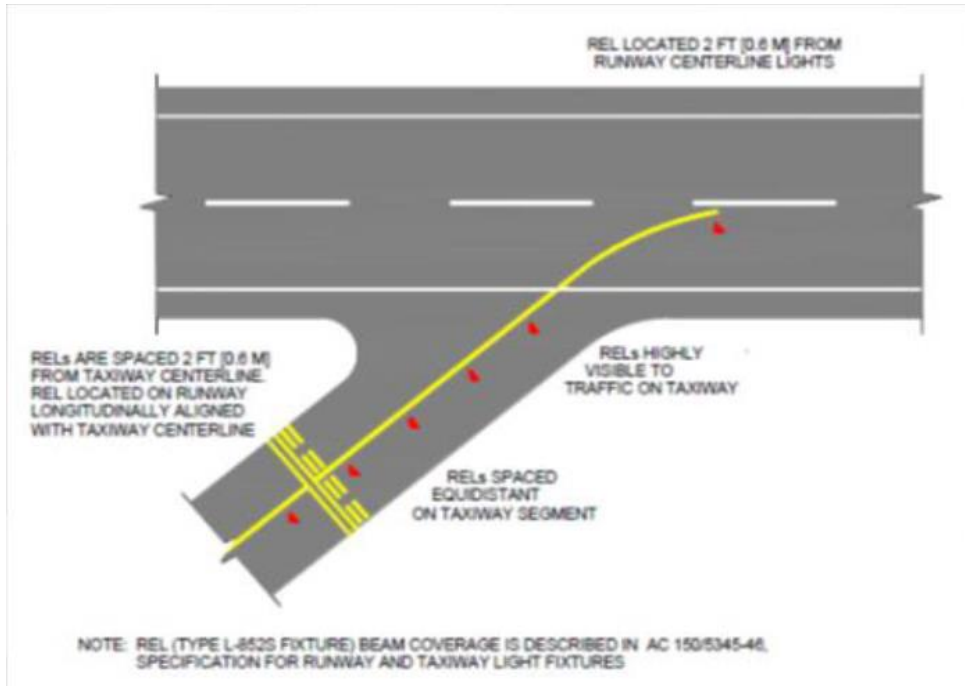 REL LOCATED 2 FT [0.6 M] FROM
RUNWAY CENTERLINE LIGHTS
RELs ARE SPACED 2 FT [0.6 M]
FROM TAXIWAY CENTERLINE.
REL LOCATED ON RUNWAY
LONGITUDINALLY ALIGNED
WITH TAXIWAY CENTERLINE
RELs HIGHLY
VISIBLE TO
TRAFFIC ON TAXIWAY
RELs SPACED
EQUIDISTANT
ON TAXIWAY SEGMENT
NOTE: REL (TYPE L-852S FIXTURE) BEAM COVERAGE IS DESCRIBED IN AC 150/5345-46,
SPECIFICATION FOR RUNWAY AND TAXIWAY LIGHT FIXTURES